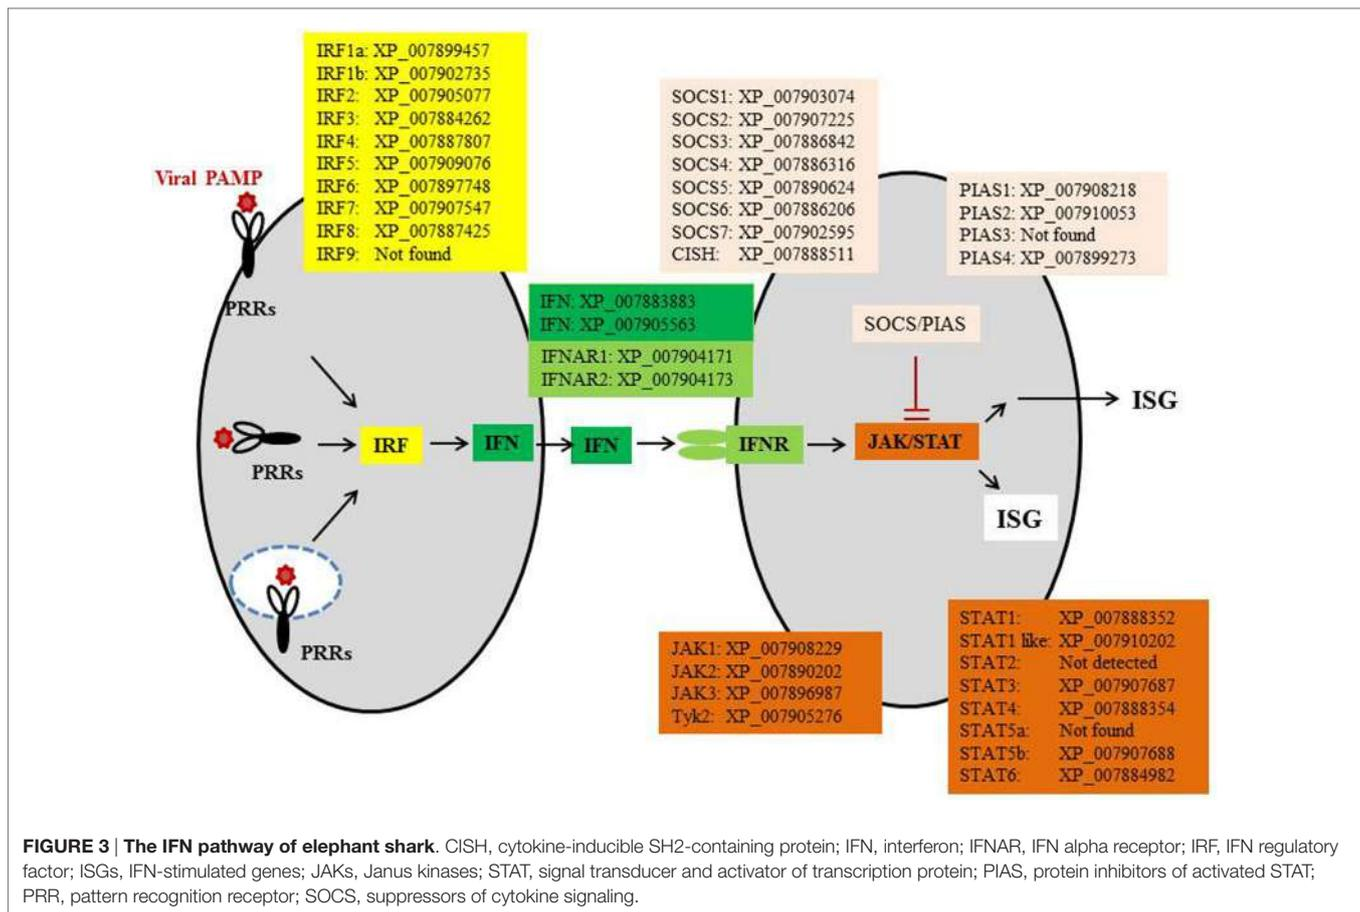 IRF1a: XP_007899457
IRF1b: XP_007902735
IRF2: XP_007905077
IRF3: XP_007884262
IRF4: XP_007887807
IRF5: XP_007909076
IRF6: XP_007897748
IRF7: XP_007907547
IRF8: XP_007887425
IRF9: Not found
SOCS1: XP_007903074
SOCS2: XP_007907225
SOCS3: XP_007886842
SOCS4: XP_007886316
SOCS5: XP_007890624
SOCS6: XP_007886206
SOCS7: XP_007902595
CISH: XP_007888511
PIAS1: XP_007908218
PIAS2: XP_007910053
PIAS3: Not found
PIAS4: XP_007899273
Viral PAMP
PRRs
IFN: XP_007883883
IFN: XP_007905563
IFNAR1: XP_007904171
IFNAR2: XP_007904173
SOCS/PIAS
PRRs
IRF
IFN
IFN
IFNR
JAK/STAT
ISG
ISG
PRRs
JAK1: XP_007908229
JAK2: XP_007890202
JAK3: XP_007896987
Tyk2: XP_007905276
STAT1: XP_007888352
STAT1 like: XP_007910202
STAT2: Not detected
STAT3: XP_007907687
STAT4: XP_007888354
STAT5a: Not found
STAT5b: XP_007907688
STAT6: XP_007884982
FIGURE 3 | The IFN pathway of elephant shark. CISH, cytokine-inducible SH2-containing protein; IFN, interferon; IFNAR, IFN alpha receptor; IRF, IFN regulatory
factor; ISGs, IFN-stimulated genes; JAKs, Janus kinases; STAT, signal transducer and activator of transcription protein; PIAS, protein inhibitors of activated STAT;
PRR, pattern recognition receptor; SOCS, suppressors of cytokine signaling.